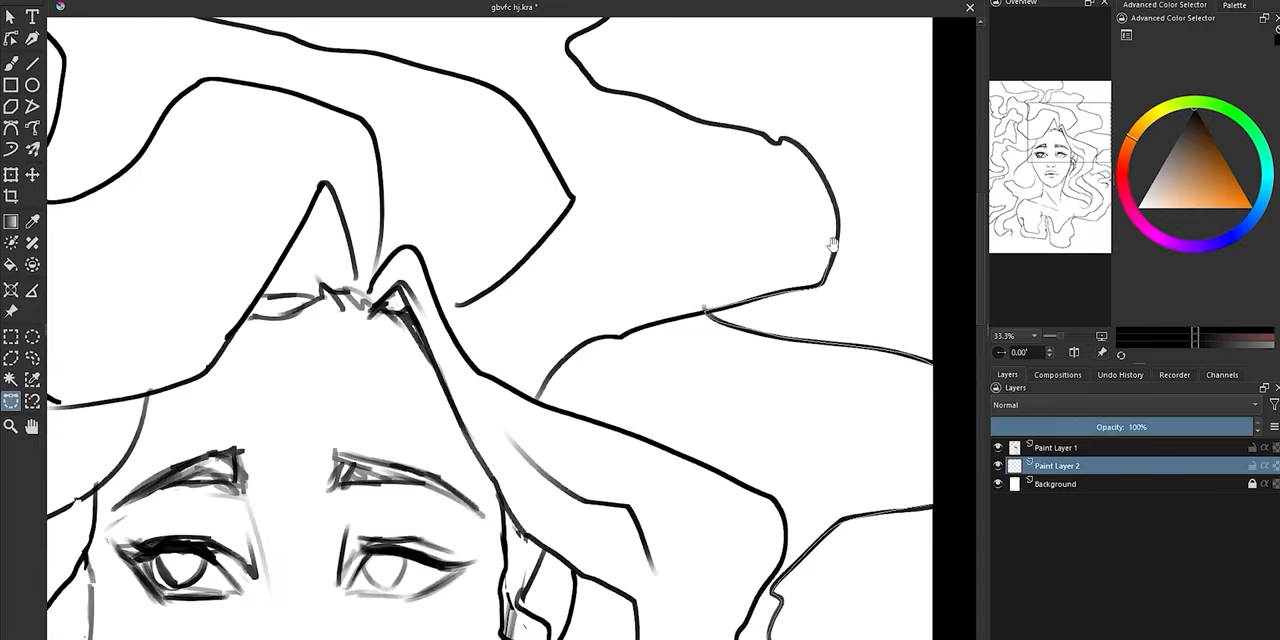 gbvfc hj.kra *
Overview
Advanced Color Selector
Palette
Advanced Color Selector
33.3%
0.00'
Layers
Compositions
Undo History
Recorder
Channels
Layers
Normal
Opacity: 100%
Paint Layer 1
Paint Layer 2
Background